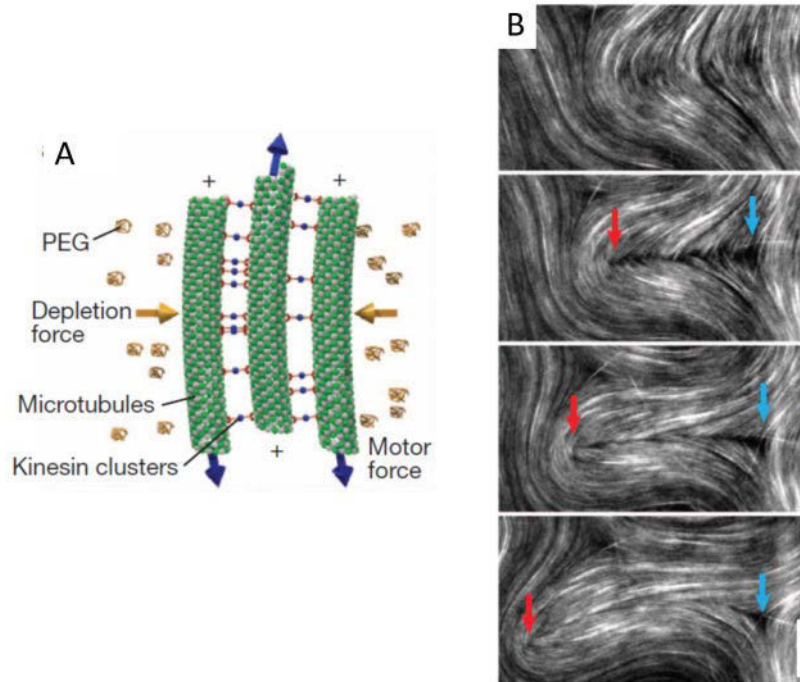 A
B
+
+
PEG
Depletion
force
Microtubules
Kinesin clusters
+
Motor
force